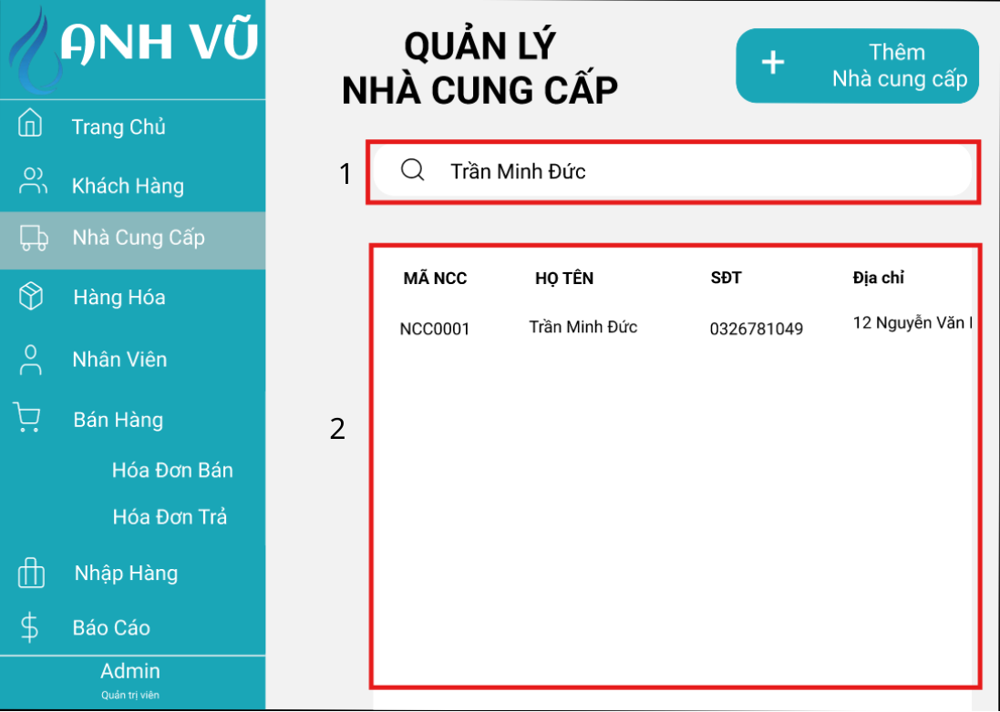 ANH VŨ
Trang Chủ
Khách Hàng
Nhà Cung Cấp
Hàng Hóa
Nhân Viên
Bán Hàng
Hóa Đơn Bán
Hóa Đơn Trả
Nhập Hàng
Báo Cáo
Admin
Quản trị viên
QUẢN LÝ
NHÀ CUNG CẤP
+ Thêm
Nhà cung cấp
1
Trần Minh Đức
2
MÃ NCC HỌ TÊN SĐT Địa chỉ
NCC0001 Trần Minh Đức 0326781049 12 Nguyễn Văn